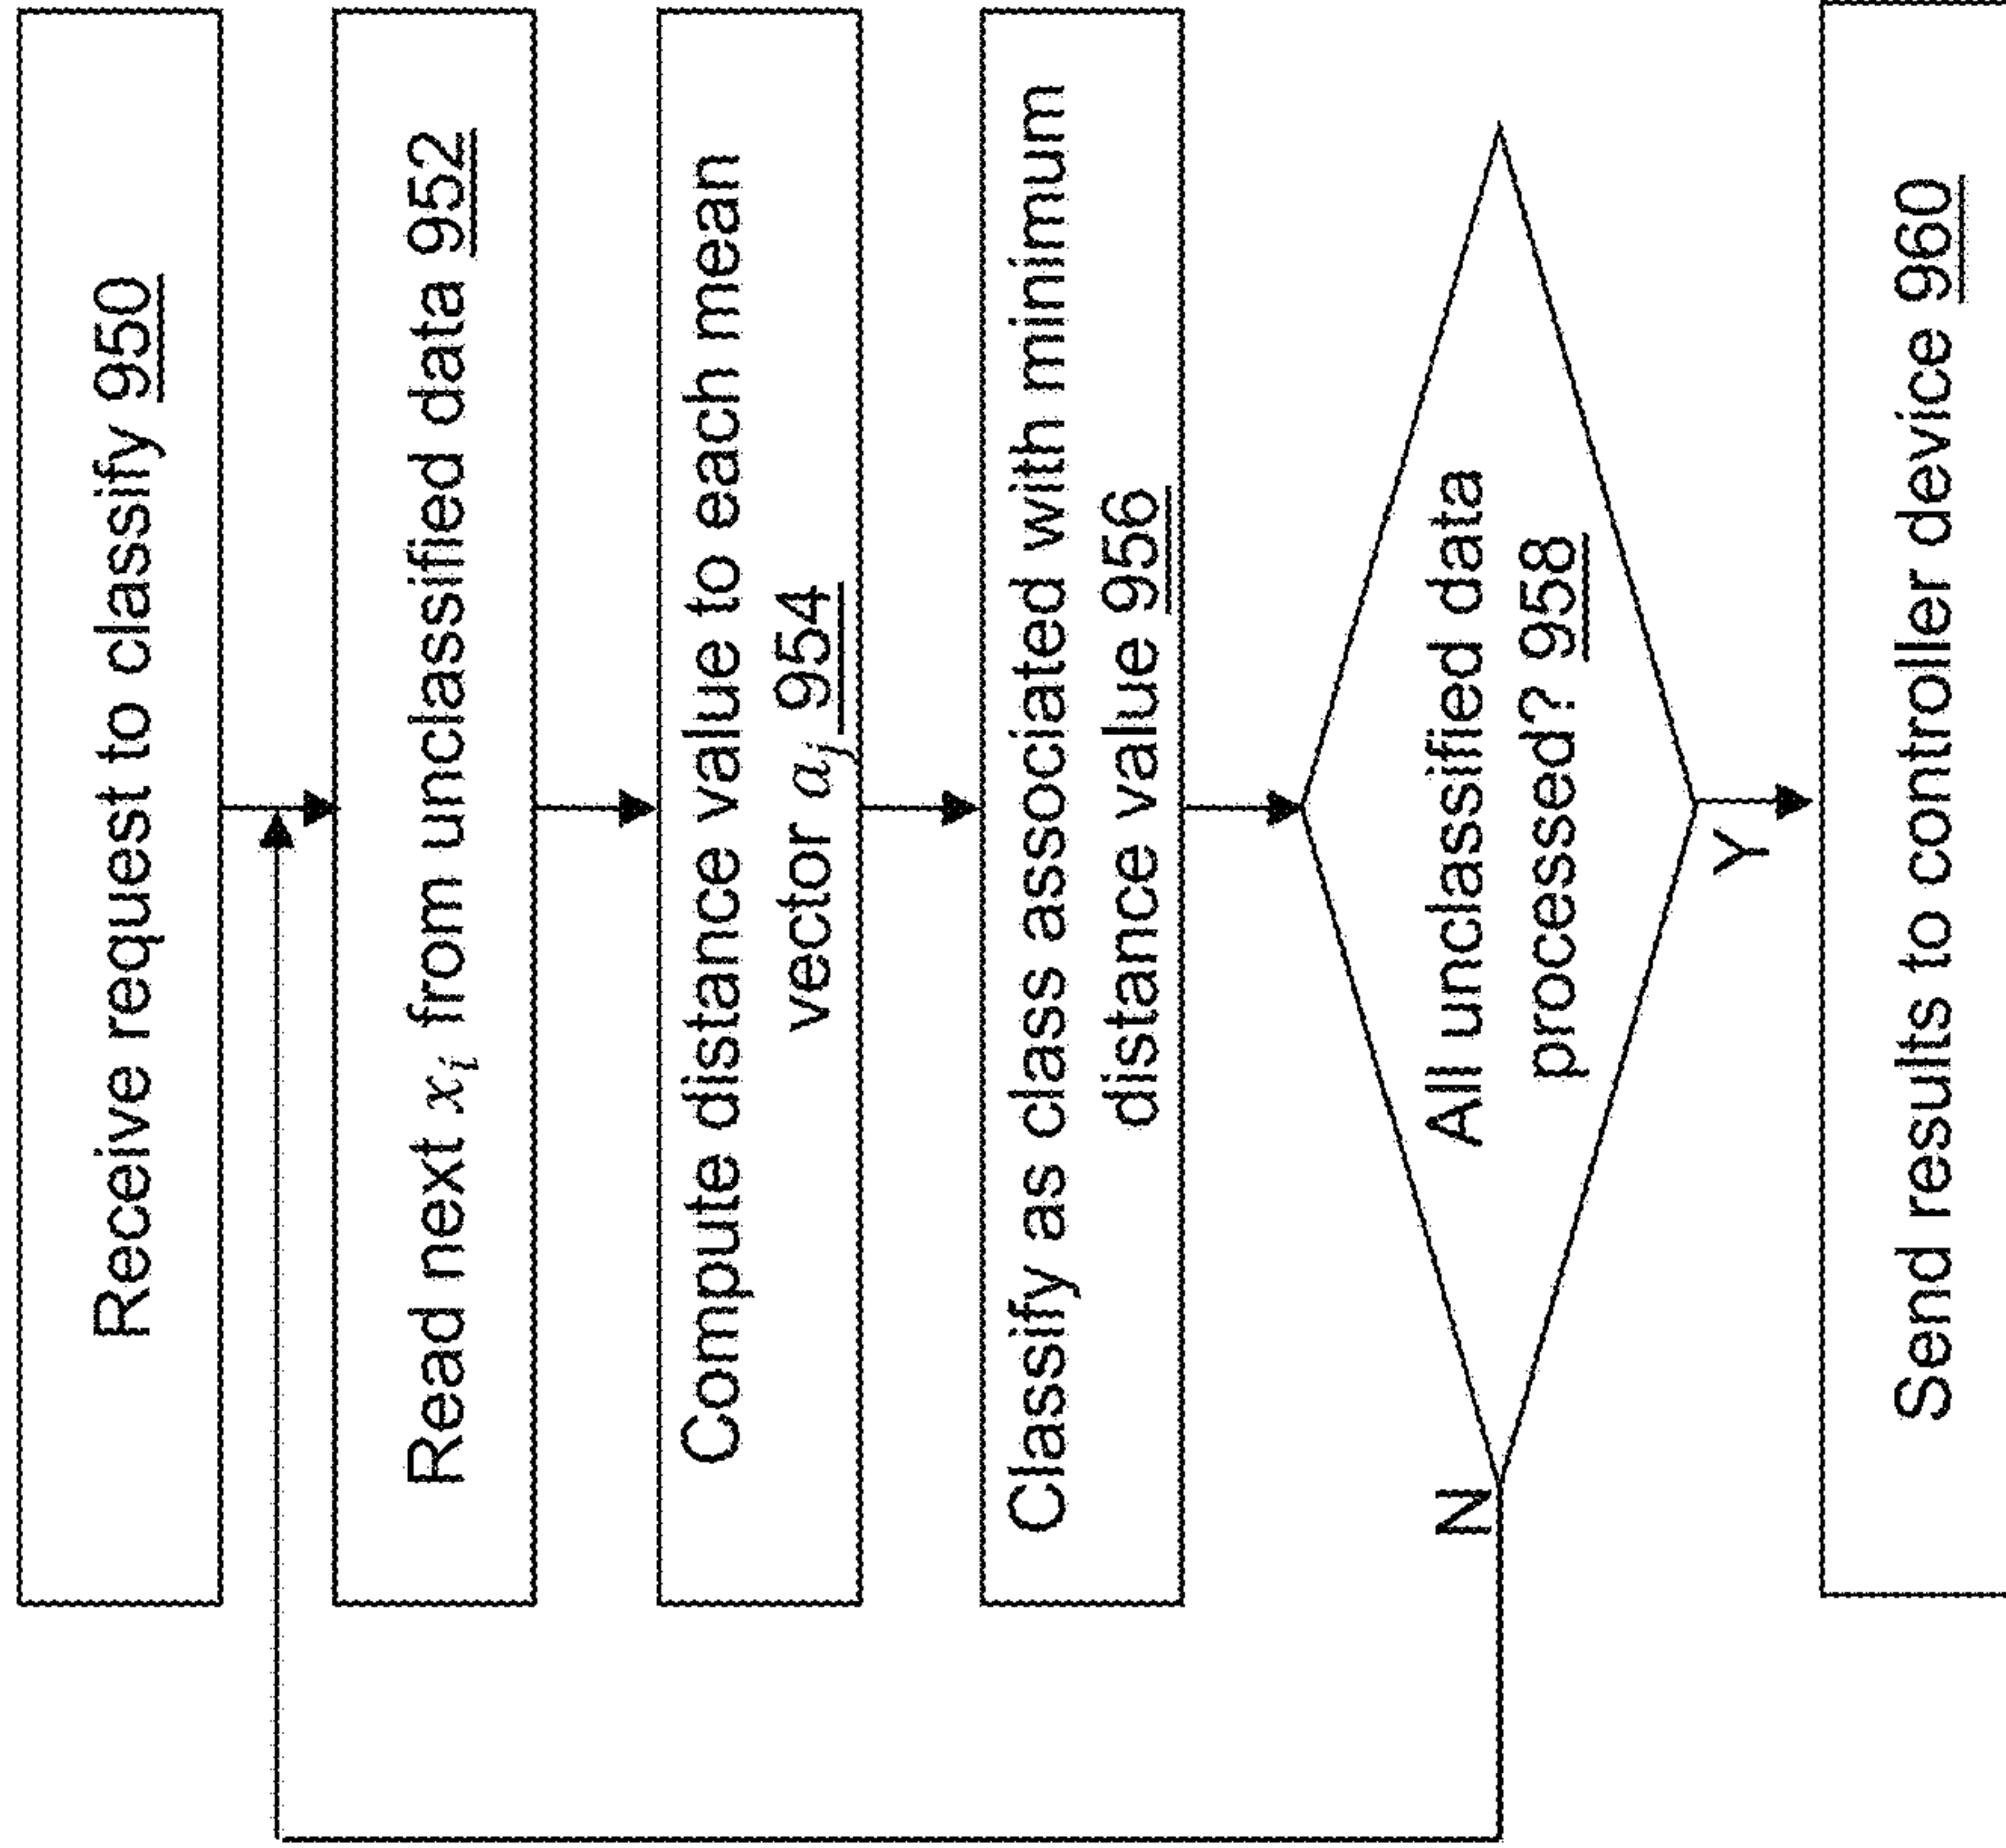 Receive request to classify 950
Read next xᵢ from unclassified data 952
Compute distance value to each mean
vector aⱼ 954
Classify as class associated with minimum
distance value 956
All unclassified data
processed? 958
N
Y
Send results to controller device 960